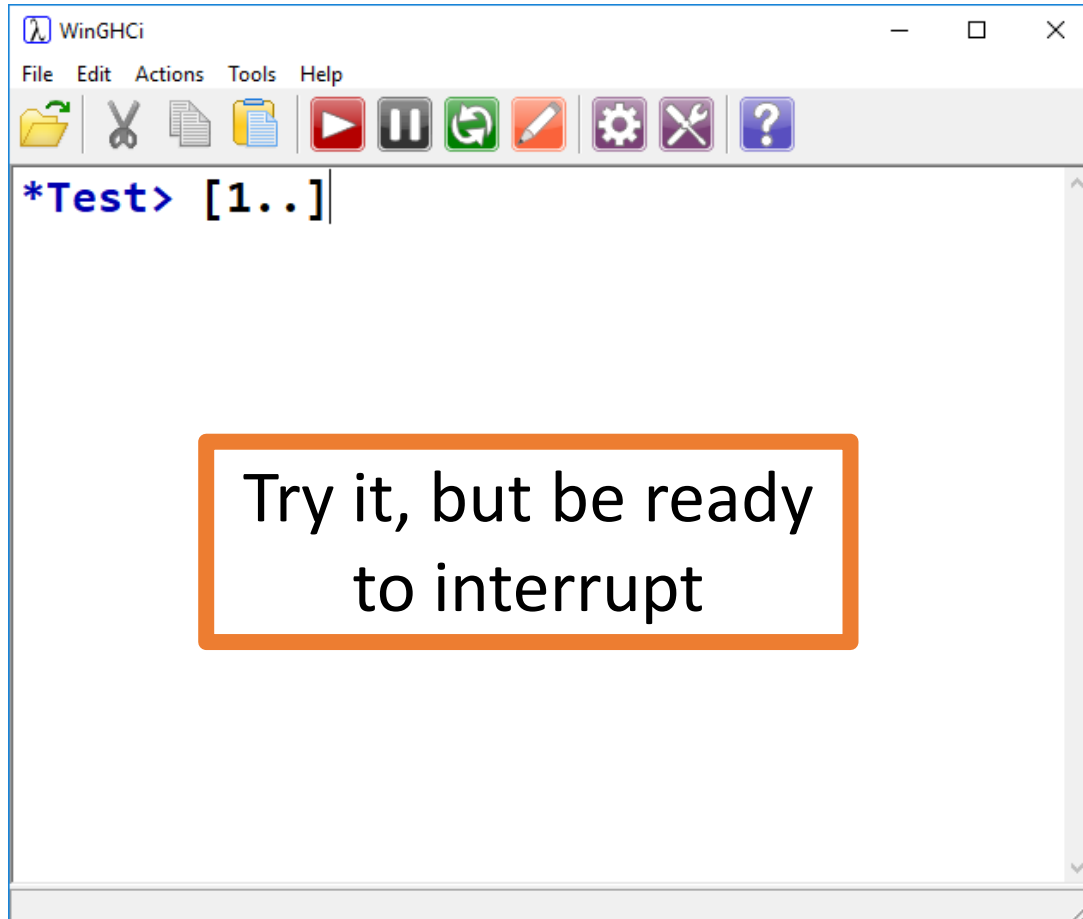 WinGHCi
File Edit Actions Tools Help
*Test> [1..]
Try it, but be ready
to interrupt